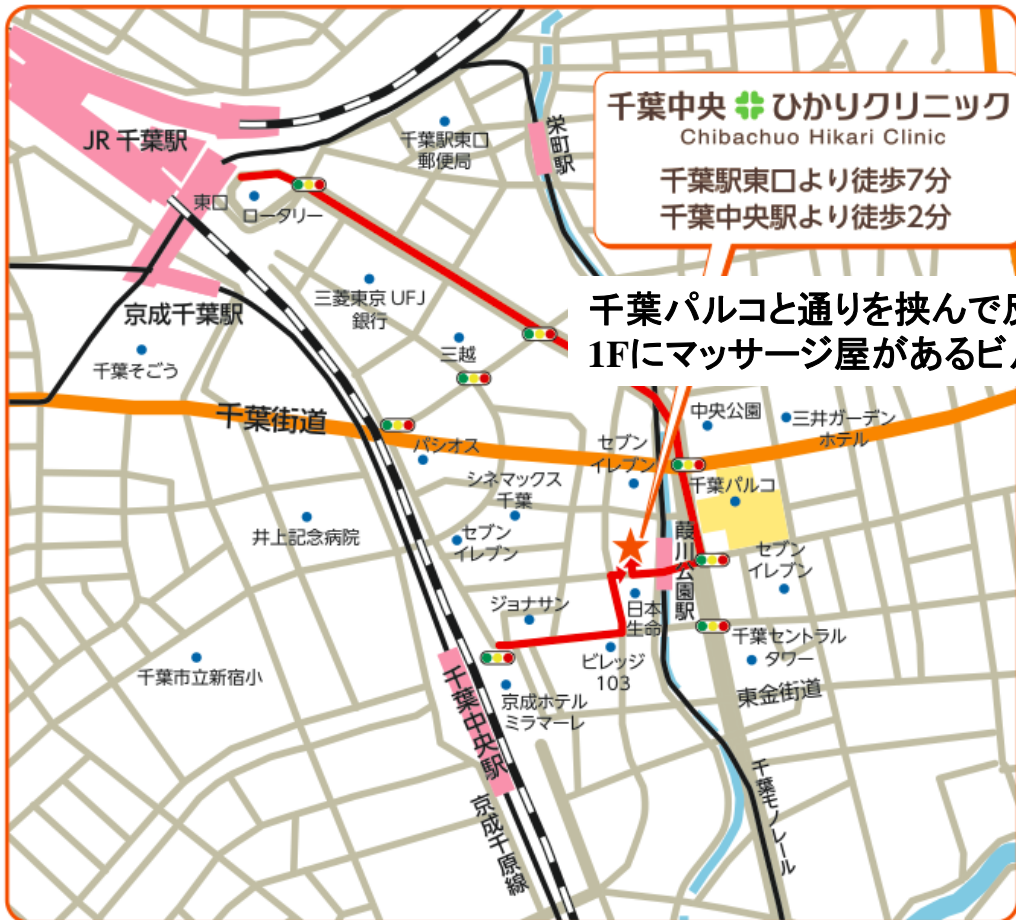 千葉中央 ひかりクリニック
Chibachuo Hikari Clinic
千葉駅東口より徒歩7分
千葉中央駅より徒歩2分
千葉パルコと通りを挟んで
1Fにマッサージ屋があるビ
JR 千葉駅
東口
ロータリー
千葉駅東口
郵便局
栄町駅
三菱東京 UFJ
銀行
京成千葉駅
千葉そごう
三越
千葉街道
パシオス
シネマックス
千葉
セブン
イレブン
中央公園
三井ガーデン
ホテル
千葉パルコ
井上記念病院
セブン
イレブン
葭川公園駅
セブン
イレブン
ジョナサン
日本
生命
千葉セントラル
タワー
ビレッジ
103
東金街道
千葉市立新宿小
千葉中央駅
京成ホテル
ミラマーレ
京成千原線
千葉モノレール